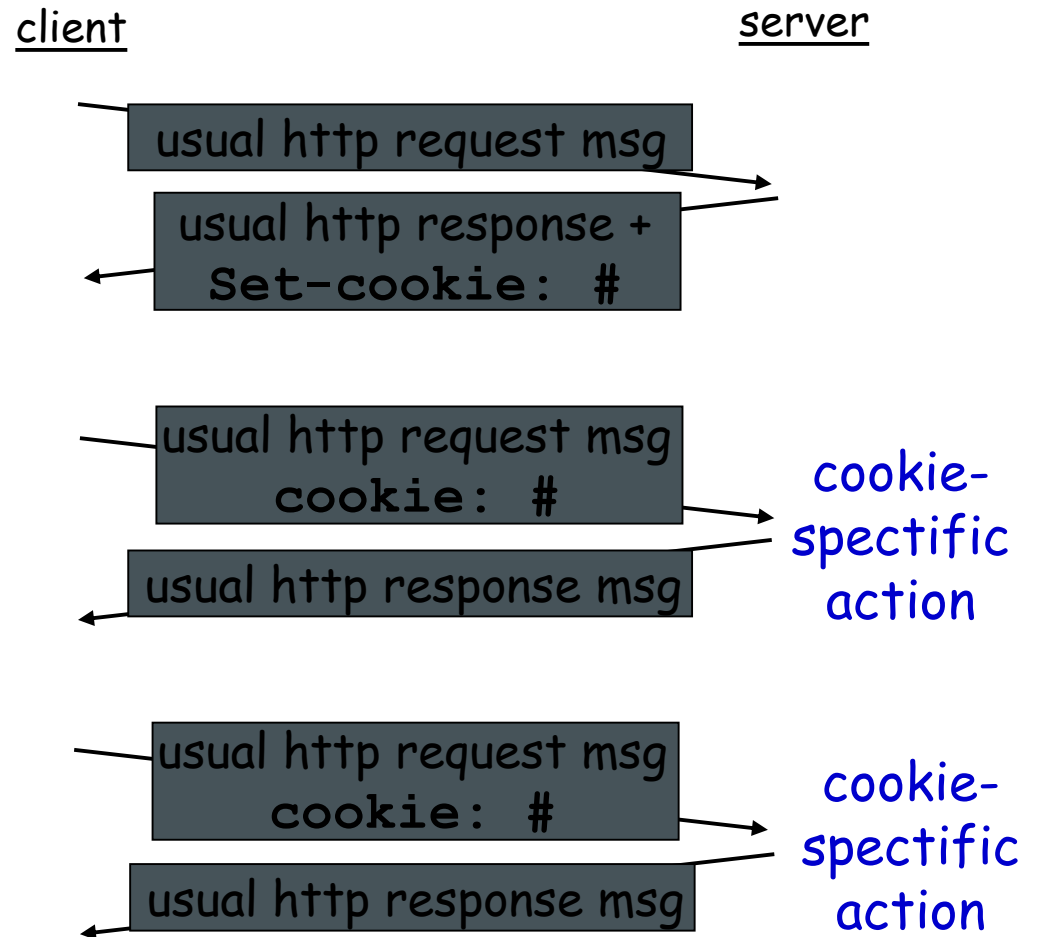 client
server
usual http request msg
usual http response +
Set-cookie: #
usual http request msg
cookie: #
cookie-
spectific
action
usual http response msg
usual http request msg
cookie: #
cookie-
spectific
action
usual http response msg